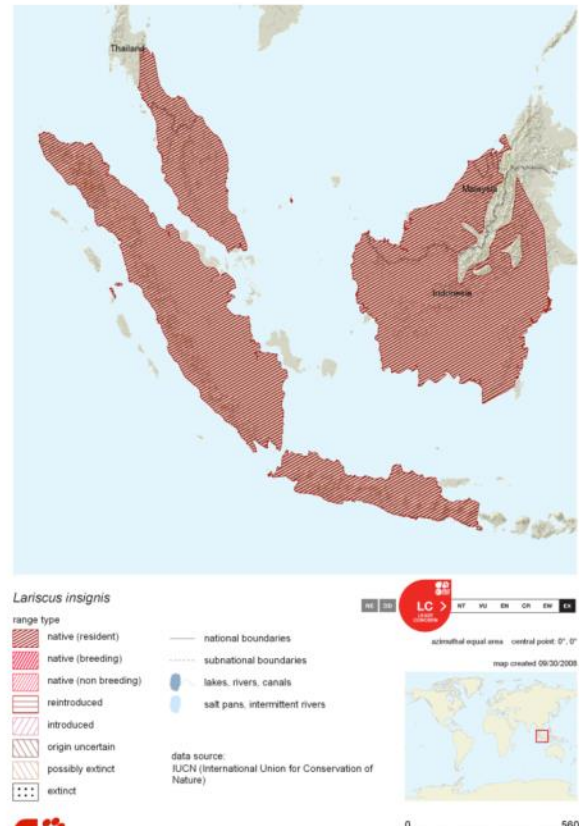 Thailand
Malaysia
Indonesia
Lariscus insignis
range type
native (resident)
native (breeding)
native (non breeding)
reintroduced
introduced
origin uncertain
possibly extinct
extinct
national boundaries
subnational boundaries
lakes, rivers, canals
salt pans, intermittent rivers
data source:
IUCN (International Union for Conservation of
Nature)
NE DD LC NT VU EN CR EW EX
LEAST
CONCERN
azimuthal equal area central point: 0°, 0°
map created 09/30/2008
0 560